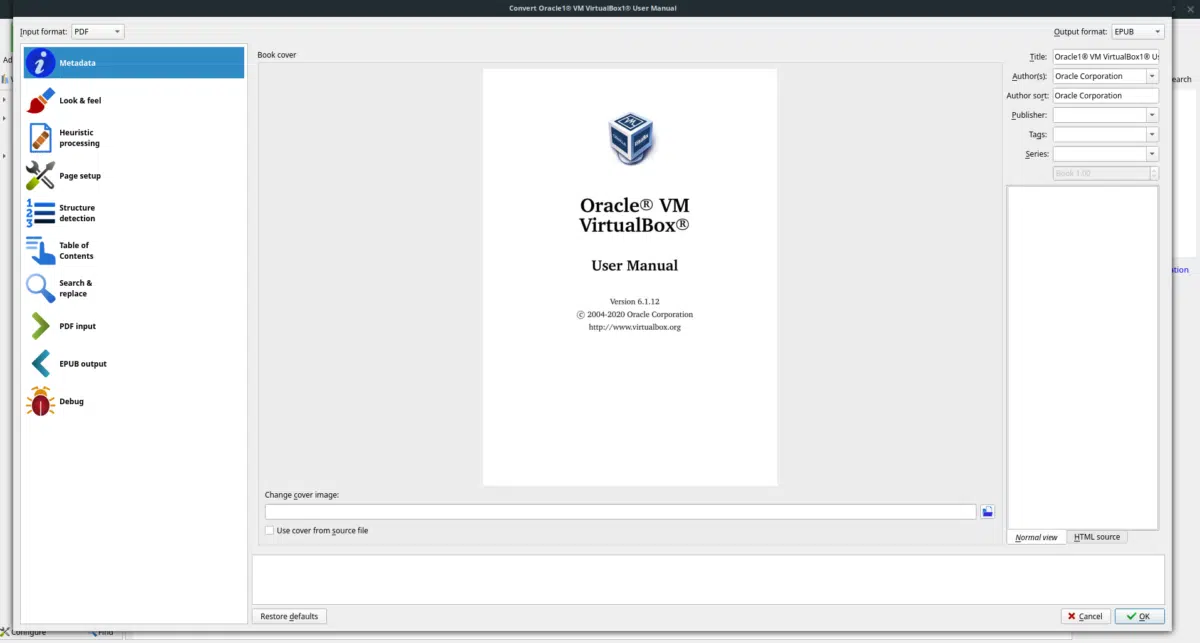 Convert Oracle1® VM VirtualBox1® User Manual
Input format: PDF
Output format: EPUB
Metadata
Look & feel
Heuristic
processing
Page setup
Structure
detection
Table of
Contents
Search &
replace
PDF input
EPUB output
Debug
Book cover
Oracle® VM
VirtualBox®
User Manual
Version 6.1.12
© 2004-2020 Oracle Corporation
http://www.virtualbox.org
Change cover image:
Use cover from source file
Title: Oracle1® VM VirtualBox1® Us
Author(s): Oracle Corporation
Author sort: Oracle Corporation
Publisher:
Tags:
Series:
Book 1.00
Normal view
HTML source
Restore defaults
Cancel
OK
Ad
earch
ation
Configure
Find